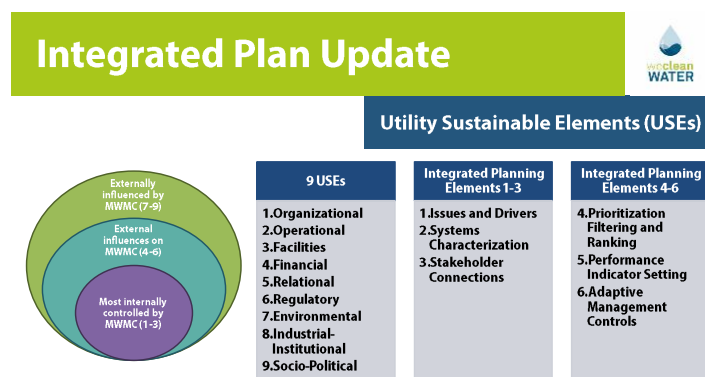 Integrated Plan Update
weclean
WATER
Utility Sustainable Elements (USEs)
Externally
influenced by
MWMC (7-9)
External
influences on
MWMC (4-6)
Most internally
controlled by
MWMC (1-3)
9 USEs
1.Organizational
2.Operational
3.Facilities
4.Financial
5.Relational
6.Regulatory
7.Environmental
8.Industrial-
Institutional
9.Socio-Political
Integrated Planning
Elements 1-3
1.Issues and Drivers
2.Systems
Characterization
3.Stakeholder
Connections
Integrated Planning
Elements 4-6
4.Prioritization
Filtering and
Ranking
5.Performance
Indicator Setting
6.Adaptive
Management
Controls